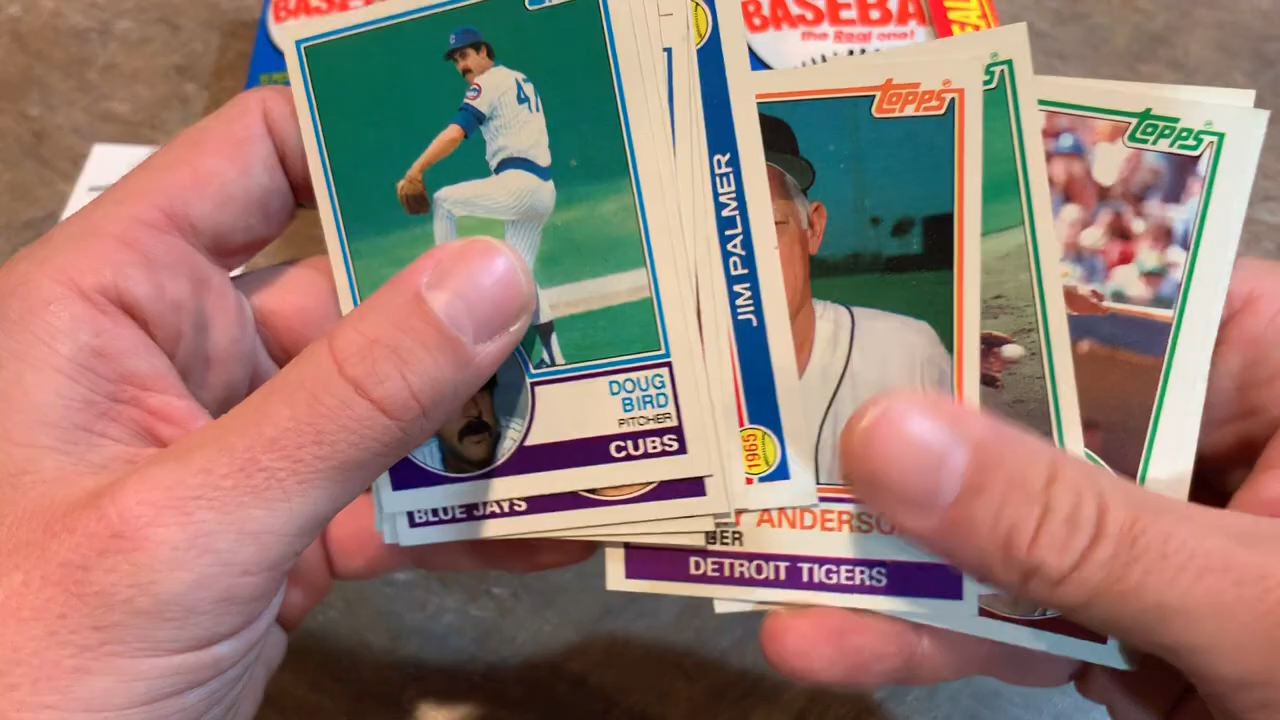 BASEBA
the Real one!
47
TOPPS
TOPPS
JIM PALMER
1965
DOUG
BIRD
PITCHER
CUBS
BLUE JAYS
ANDERSO
GER
DETROIT TIGERS